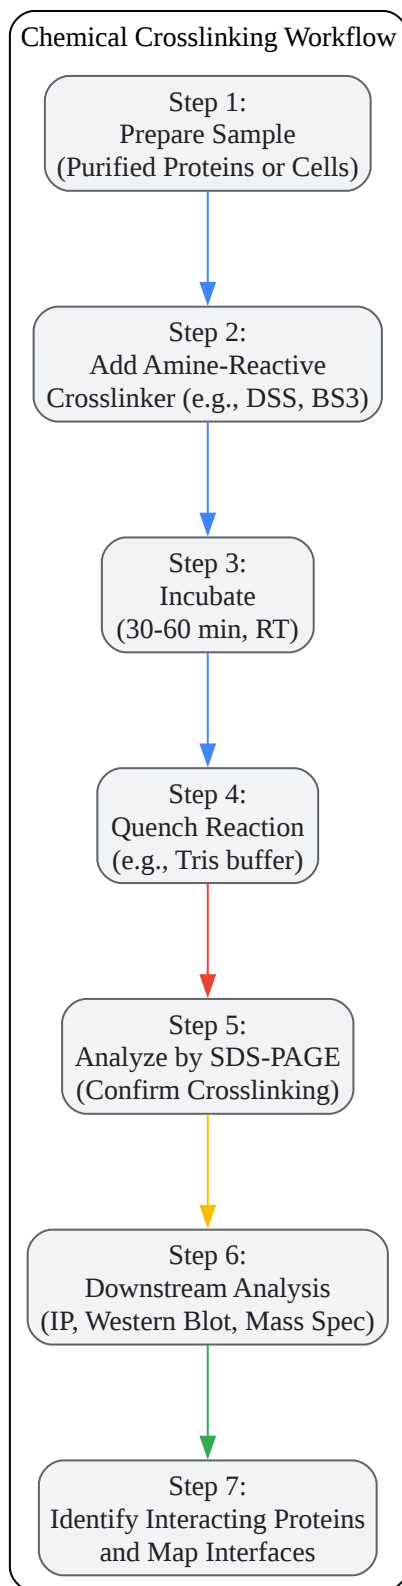 Chemical Crosslinking Workflow
Step 1:
Prepare Sample
(Purified Proteins or Cells)
Step 2:
Add Amine-Reactive
Crosslinker (e.g., DSS, BS3)
Step 3:
Incubate
(30-60 min, RT)
Step 4:
Quench Reaction
(e.g., Tris buffer)
Step 5:
Analyze by SDS-PAGE
(Confirm Crosslinking)
Step 6:
Downstream Analysis
(IP, Western Blot, Mass Spec)
Step 7:
Identify Interacting Proteins
and Map Interfaces